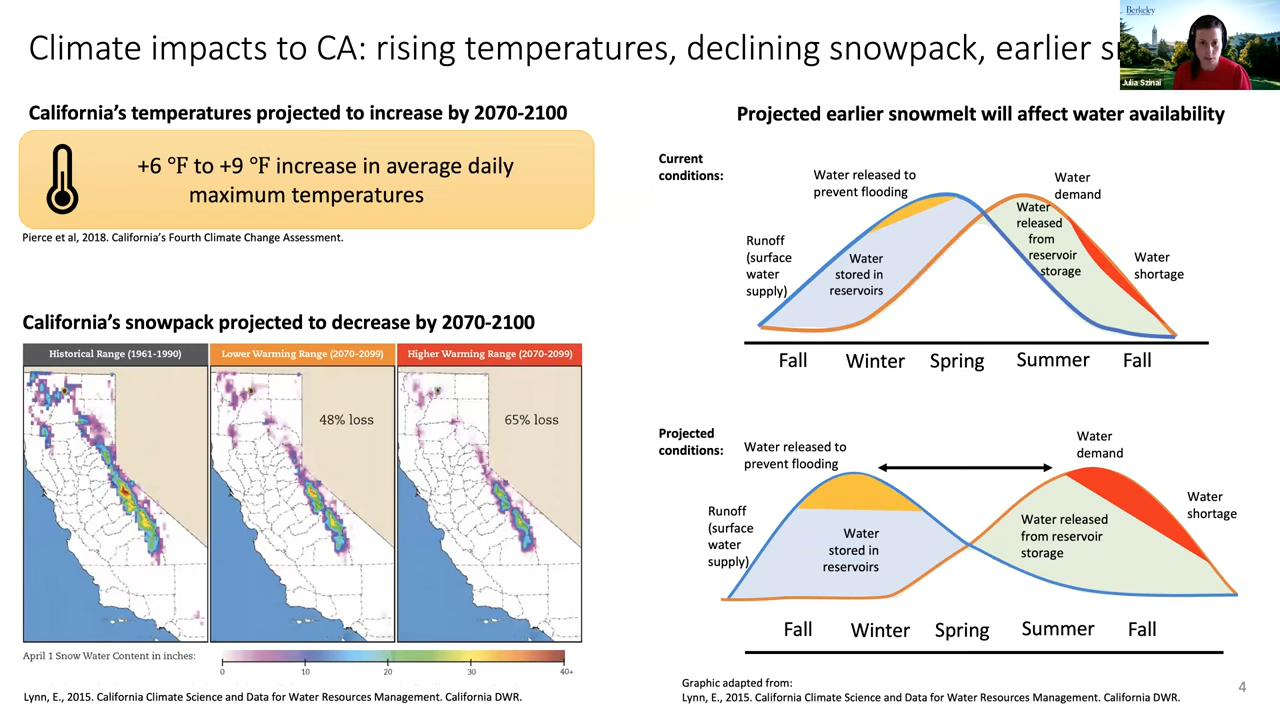 Climate impacts to CA: rising temperatures, declining snowpack, earlier
Berkeley
Julia Szinai
California's temperatures projected to increase by 2070-2100
+6 °F to +9 °F increase in average daily
maximum temperatures
Pierce et al, 2018. California's Fourth Climate Change Assessment.
California's snowpack projected to decrease by 2070-2100
Historical Range (1961-1990)
Lower Warming Range (2070-2099)
Higher Warming Range (2070-2099)
48% loss
65% loss
April 1 Snow Water Content in inches:
0
10
20
30
40+
Lynn, E., 2015. California Climate Science and Data for Water Resources Management. California DWR.
Projected earlier snowmelt will affect water availability
Current
conditions:
Water released to
prevent flooding
Water
demand
Runoff
(surface
water
supply)
Water
stored in
reservoirs
Water
released
from
reservoir
storage
Water
shortage
Fall
Winter
Spring
Summer
Fall
Projected
conditions:
Water released to
prevent flooding
Water
demand
Runoff
(surface
water
supply)
Water
stored in
reservoirs
Water released
from reservoir
storage
Water
shortage
Fall
Winter
Spring
Summer
Fall
Graphic adapted from:
Lynn, E., 2015. California Climate Science and Data for Water Resources Management. California DWR.
4